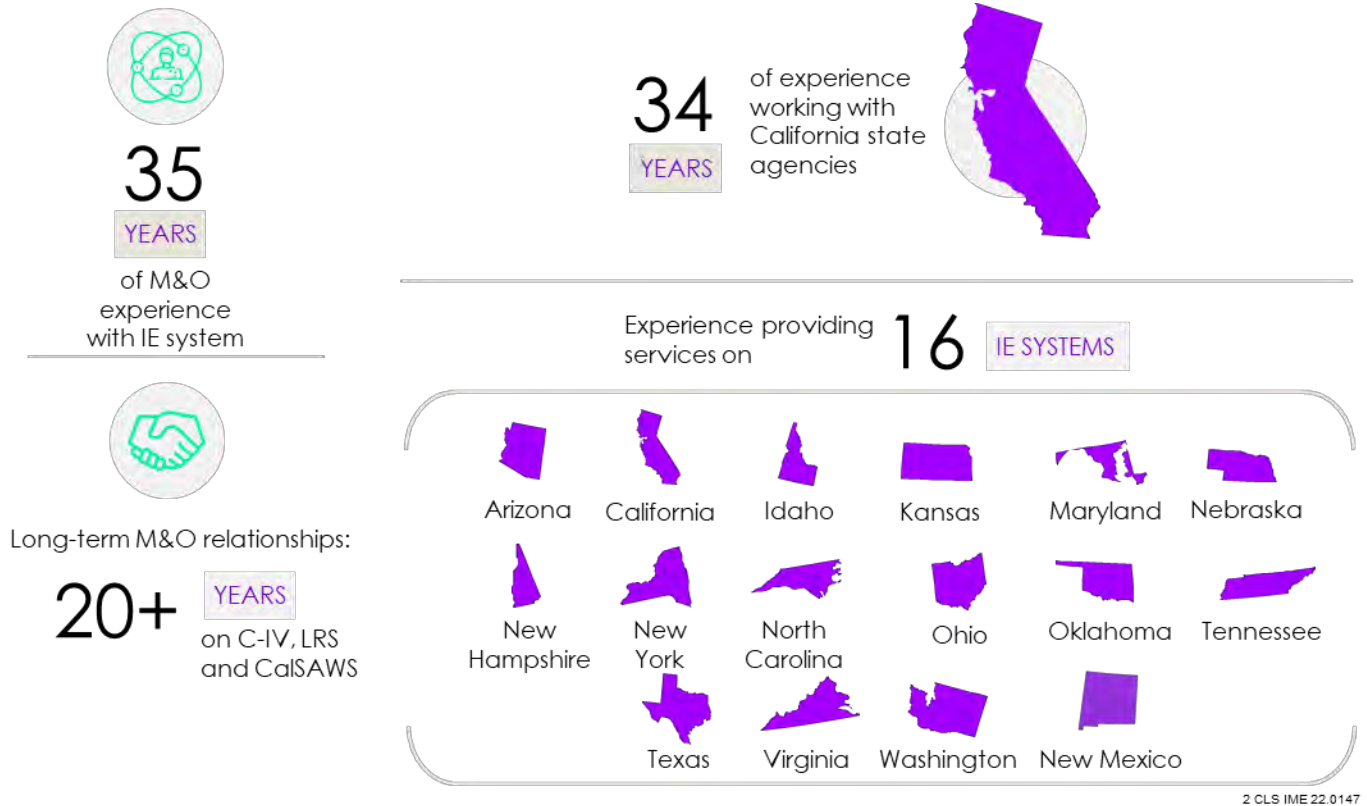 35
YEARS
of M&O
experience
with IE system
Long-term M&O relationships:
20+
YEARS
on C-IV, LRS
and CalSAWS
34
YEARS
of experience
working with
California state
agencies
Experience providing
services on
16
IE SYSTEMS
Arizona
California
Idaho
Kansas
Maryland
Nebraska
New
Hampshire
New
York
North
Carolina
Ohio
Oklahoma
Tennessee
Texas
Virginia
Washington
New Mexico
2 CLS IME 22.0147